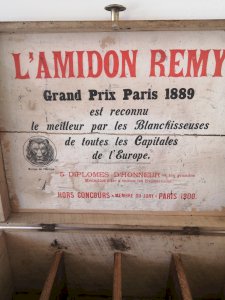 L'AMIDON REMY
Grand Prix Paris 1889
est reconnu
le meilleur par les Blanchisseuses
de toutes les Capitales
de l'Europe.
5 DIPLOMES D'HONNEUR
HORS CONCOURS MEMBRE DU JURY PARIS 1900